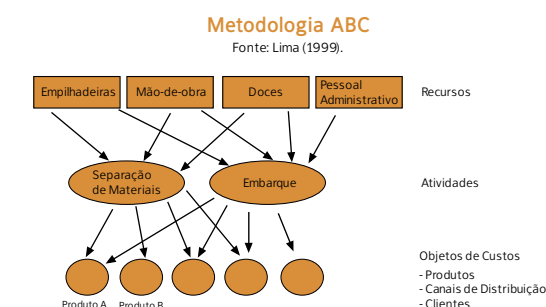 Metodologia ABC
Fonte: Lima (1999).
Empilhadeiras
Mão-de-obra
Doces
Pessoal
Administrativo
Recursos
Separação
de Materiais
Embarque
Atividades
Objetos de Custos
- Produtos
- Canais de Distribuição
- Clientes
Produto A
Produto B